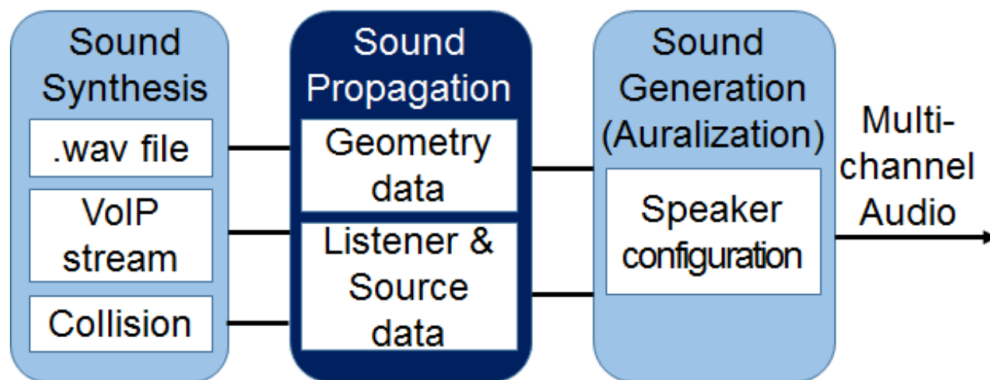 Sound
Synthesis
.wav file
VoIP
stream
Collision
Sound
Propagation
Geometry
data
Listener &
Source
data
Sound
Generation
(Auralization)
Speaker
configuration
Multi-
channel
Audio